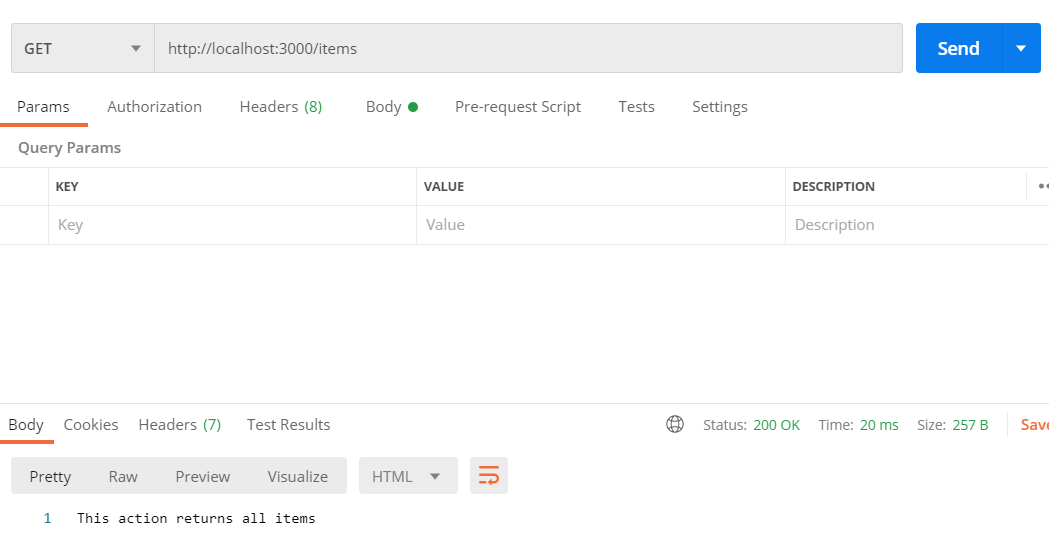 GET http://localhost:3000/items Send
Params Authorization Headers (8) Body Pre-request Script Tests Settings
Query Params
KEY VALUE DESCRIPTION
Key Value Description
Body Cookies Headers (7) Test Results Status: 200 OK Time: 20 ms Size: 257 B Save
Pretty Raw Preview Visualize HTML
1 This action returns all items